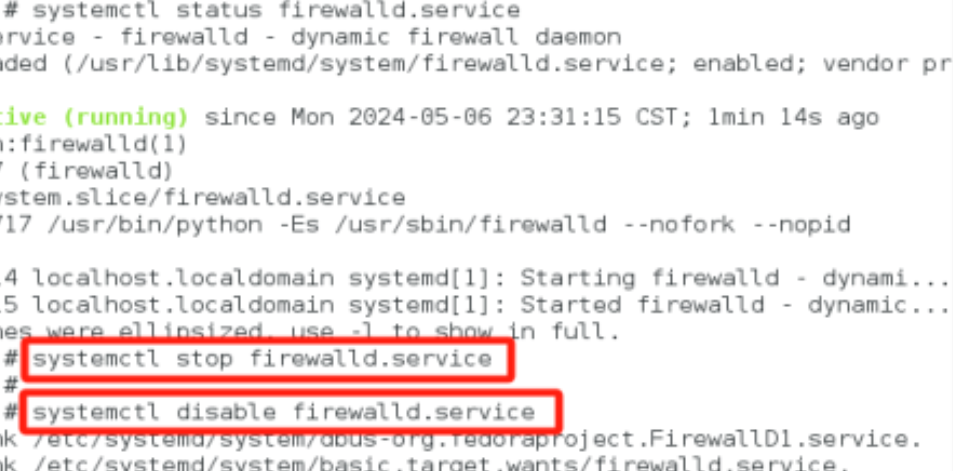 # systemctl status firewalld.service
ervice - firewalld - dynamic firewall daemon
aded (/usr/lib/systemd/system/firewalld.service; enabled; vendor pr
tive (running) since Mon 2024-05-06 23:31:15 CST; 1min 14s ago
n:firewalld(1)
7 (firewalld)
ystem.slice/firewalld.service
717 /usr/bin/python -Es /usr/sbin/firewalld --nofork --nopid
.4 localhost.localdomain systemd[1]: Starting firewalld - dynami...
.5 localhost.localdomain systemd[1]: Started firewalld - dynamic...
nes were ellipsized, use -l to show in full.
# systemctl stop firewalld.service
#
# systemctl disable firewalld.service
nk /etc/systemd/system/dbus-org.fedoraproject.FirewallD1.service.
nk /etc/systemd/system/basic.target.wants/firewalld.service.